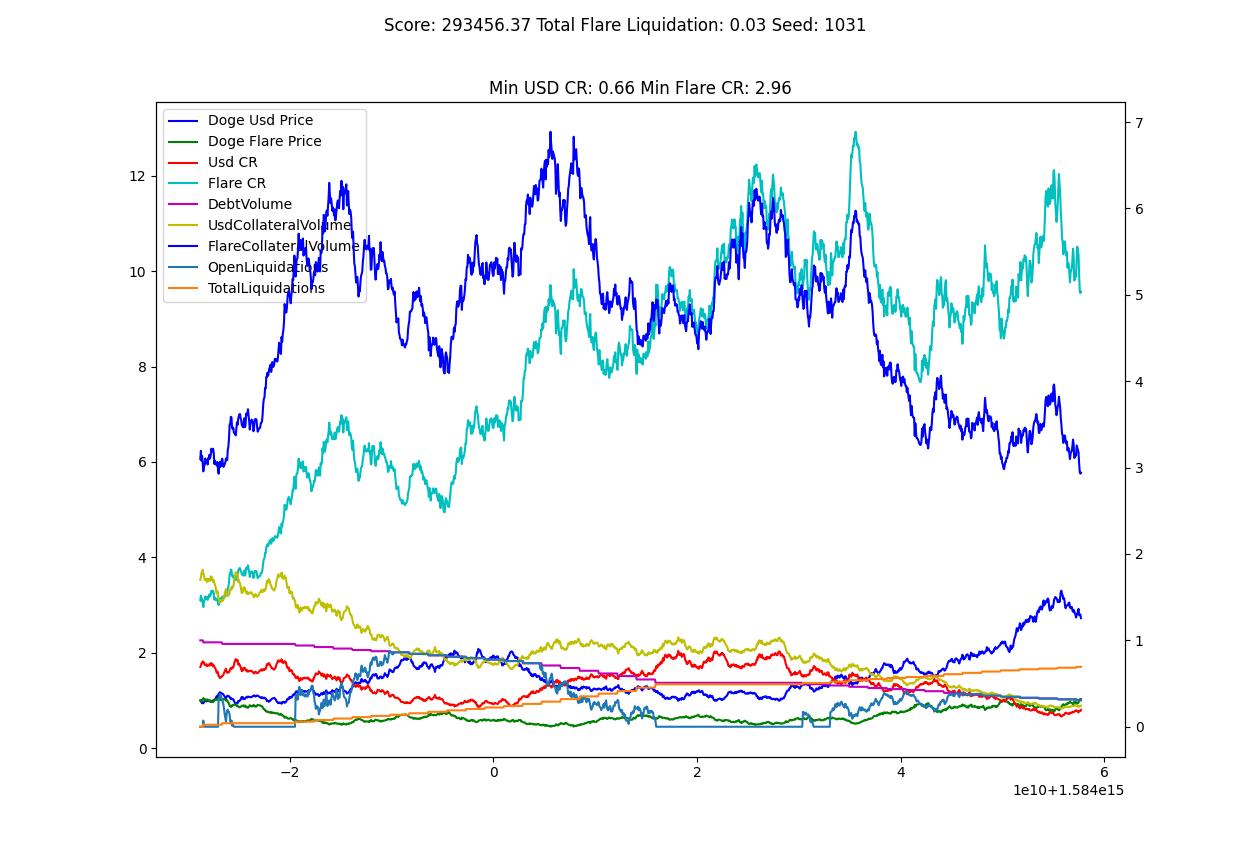 Score: 293456.37 Total Flare Liquidation: 0.03 Seed: 1031
Min USD CR: 0.66 Min Flare CR: 2.96
Doge Usd Price
Doge Flare Price
Usd CR
Flare CR
DebtVolume
UsdCollateralVolume
FlareCollateralVolume
OpenLiquidations
TotalLiquidations
12
10
8
6
4
2
0
7
6
5
4
3
2
1
0
−2 0 2 4 6
1e10+1.584e15